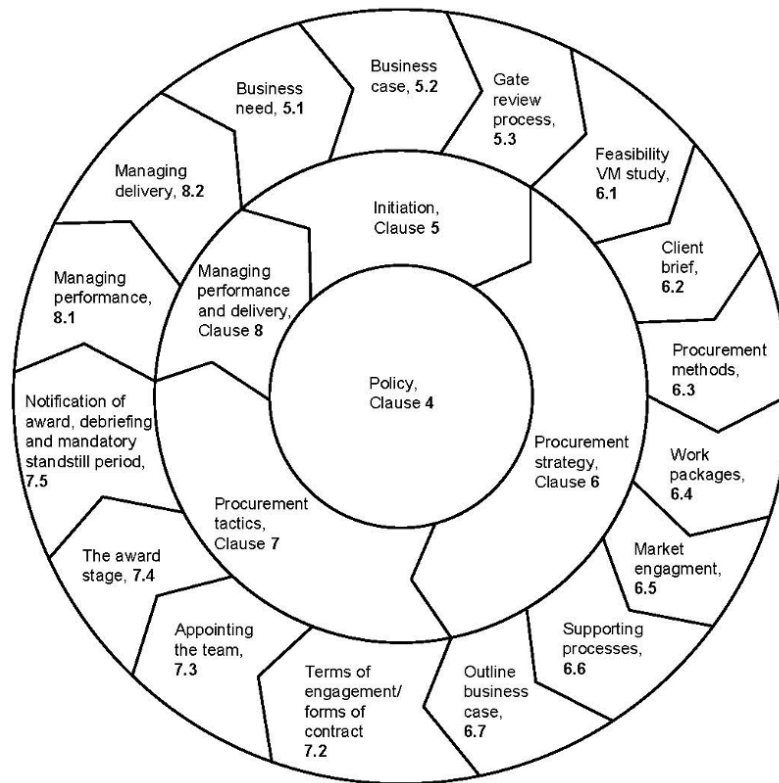 Business
need, 5.1
Business
case, 5.2
Gate
review
process,
5.3
Feasibility
VM study,
6.1
Client
brief,
6.2
Procurement
methods,
6.3
Work
packages,
6.4
Market
engagment,
6.5
Supporting
processes,
6.6
Outline
business
case,
6.7
Terms of
engagement/
forms of
contract
7.2
Appointing
the team,
7.3
The award
stage, 7.4
Notification of
award, debriefing
and mandatory
standstill period,
7.5
Managing
performance,
8.1
Managing
delivery, 8.2
Initiation,
Clause 5
Procurement
strategy,
Clause 6
Procurement
tactics,
Clause 7
Managing
performance
and delivery,
Clause 8
Policy,
Clause 4